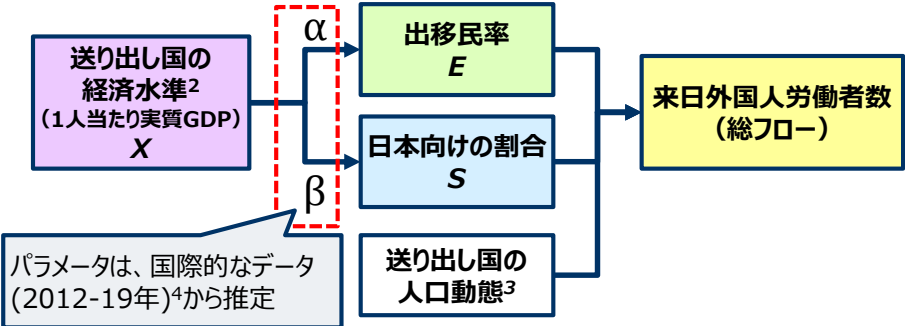 送り出し国の
経済水準2
（1人当たり実質GDP）
X
α
β
出移民率
E
日本向けの割合
S
送り出し国の
人口動態3
来日外国人労働者数
（総フロー）
パラメータは、国際的なデータ
(2012-19年)4から推定